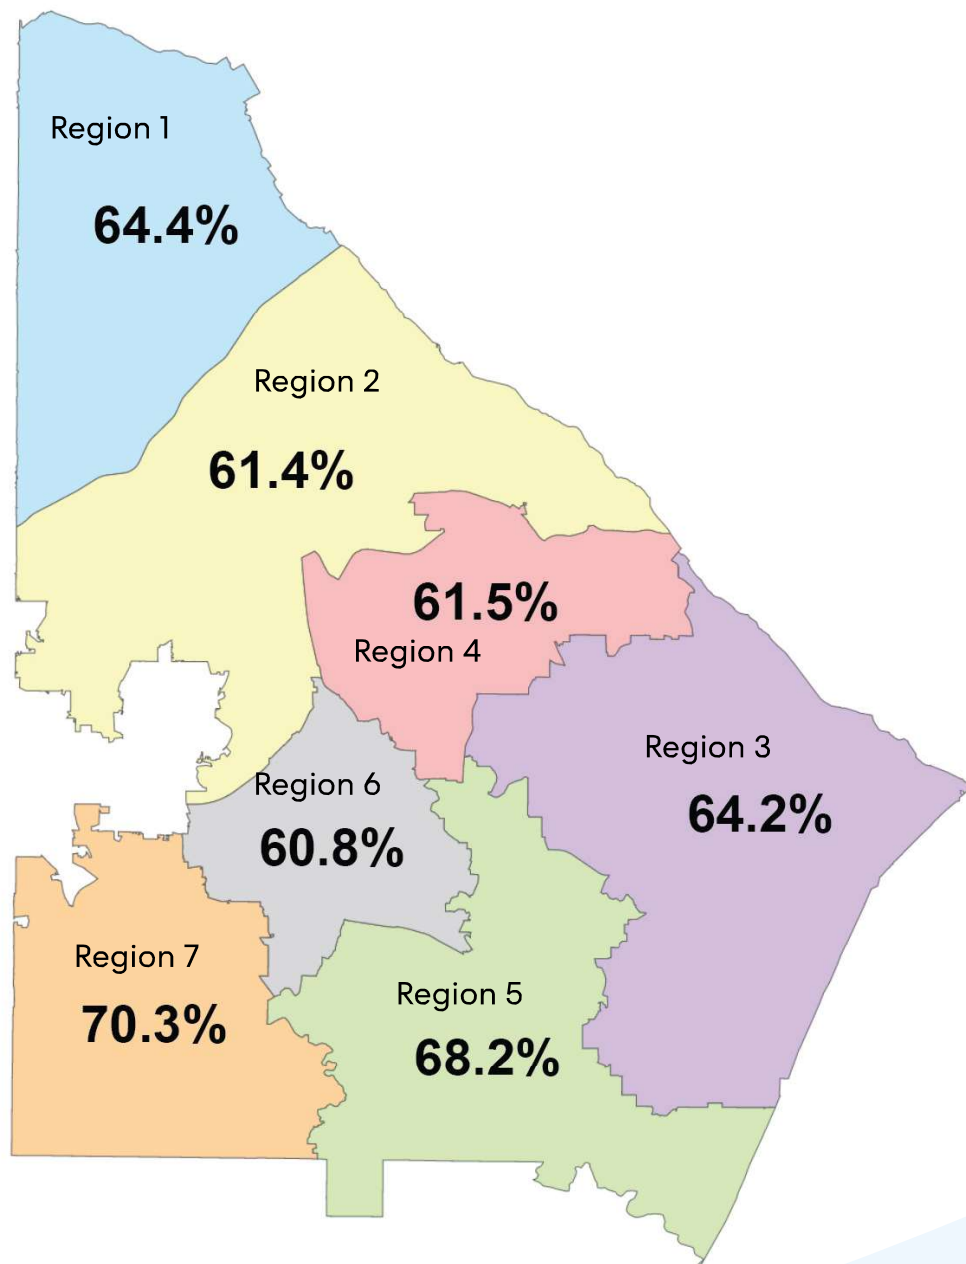 Region 1
64.4%
Region 2
61.4%
61.5%
Region 4
Region 3
64.2%
Region 6
60.8%
Region 7
70.3%
Region 5
68.2%